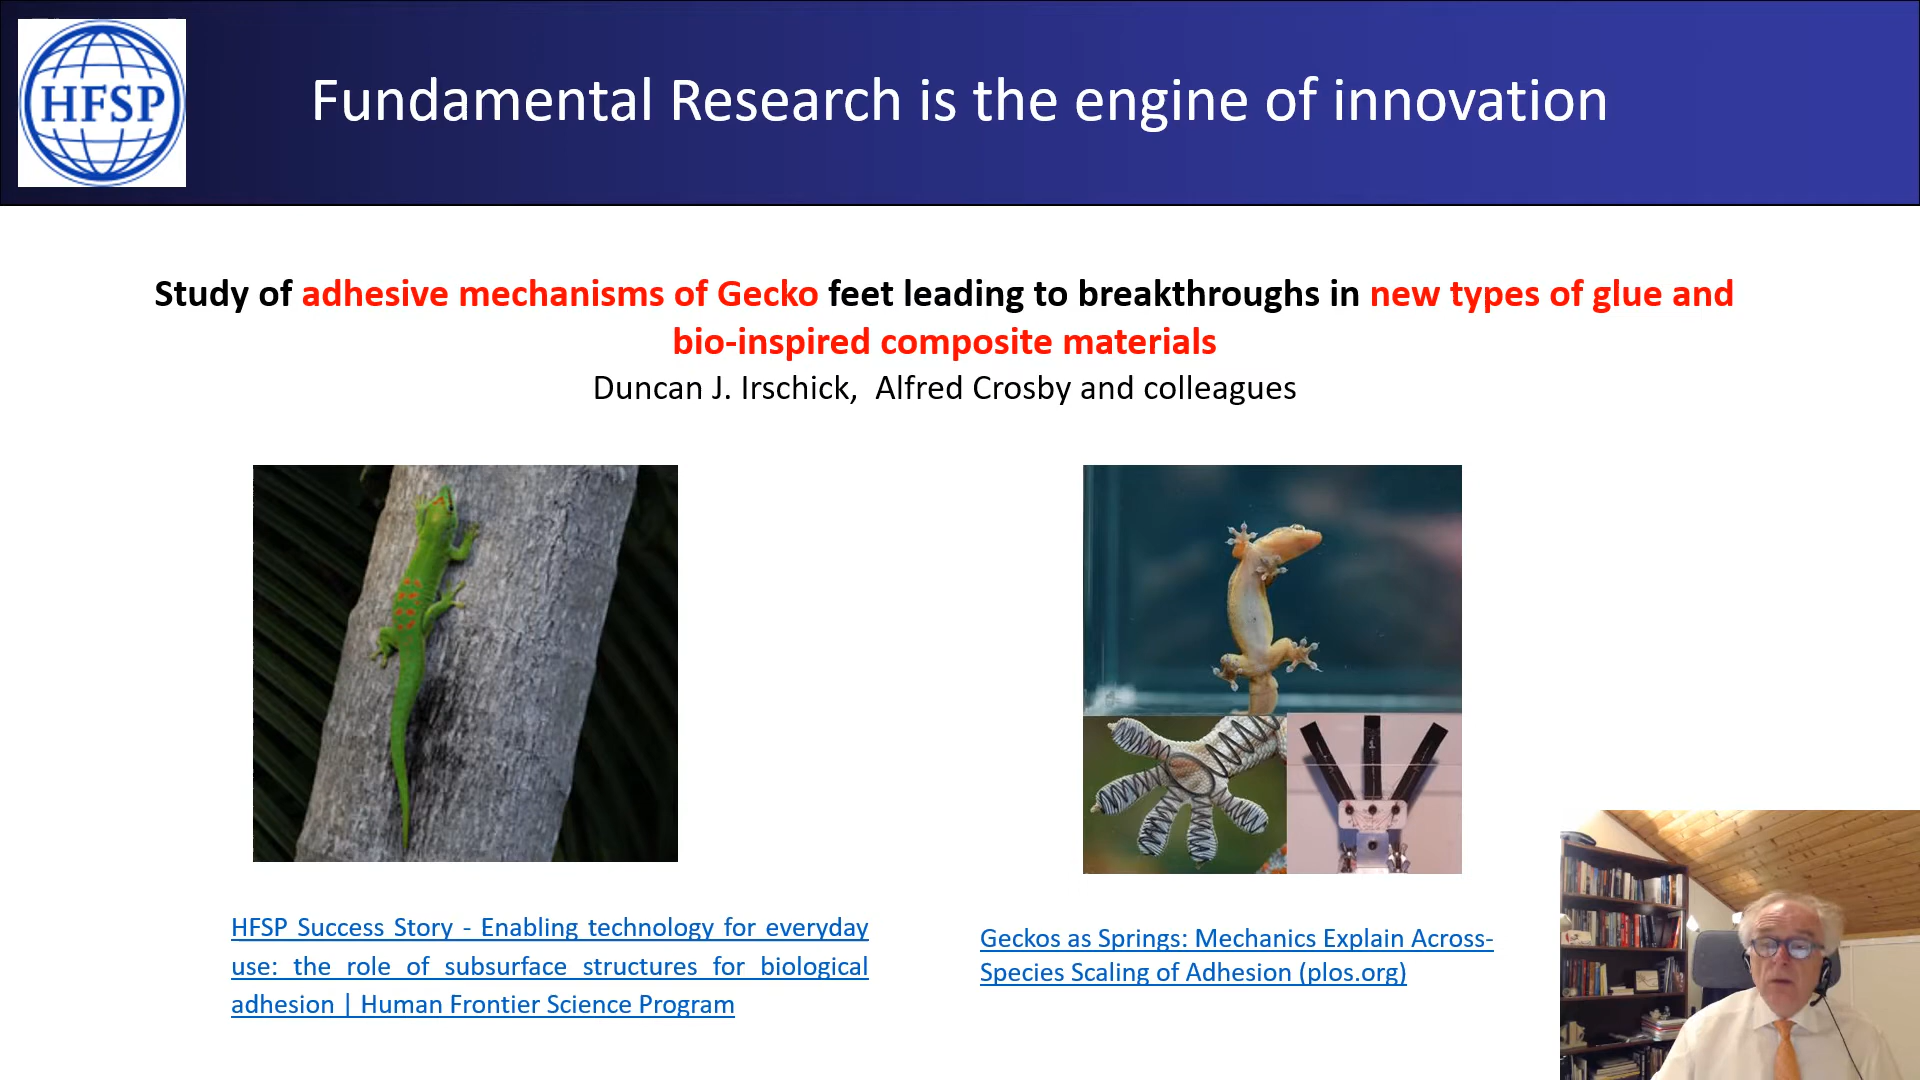 HFSP
Fundamental Research is the engine of innovation
Study of adhesive mechanisms of Gecko feet leading to breakthroughs in new types of glue and
bio-inspired composite materials
Duncan J. Irschick, Alfred Crosby and colleagues
HFSP Success Story - Enabling technology for everyday
use: the role of subsurface structures for biological
adhesion | Human Frontier Science Program
Geckos as Springs: Mechanics Explain Across-
Species Scaling of Adhesion (plos.org)